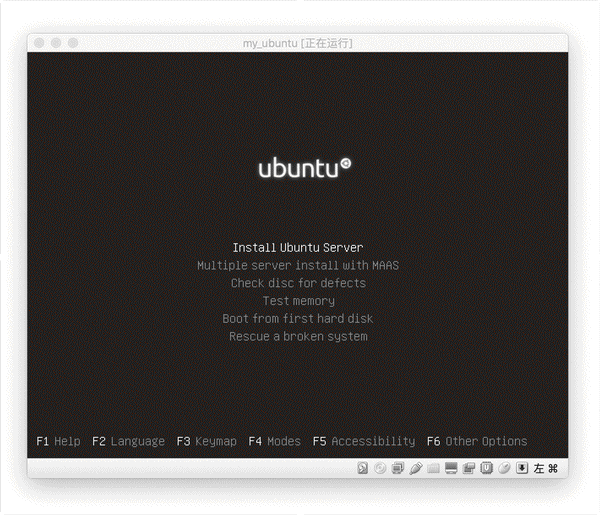 my_ubuntu [正在运行]
ubuntu
Install Ubuntu Server
Multiple server install with MAAS
Check disc for defects
Test memory
Boot from first hard disk
Rescue a broken system
F1 Help F2 Language F3 Keymap F4 Modes F5 Accessibility F6 Other Options
左 ⌘